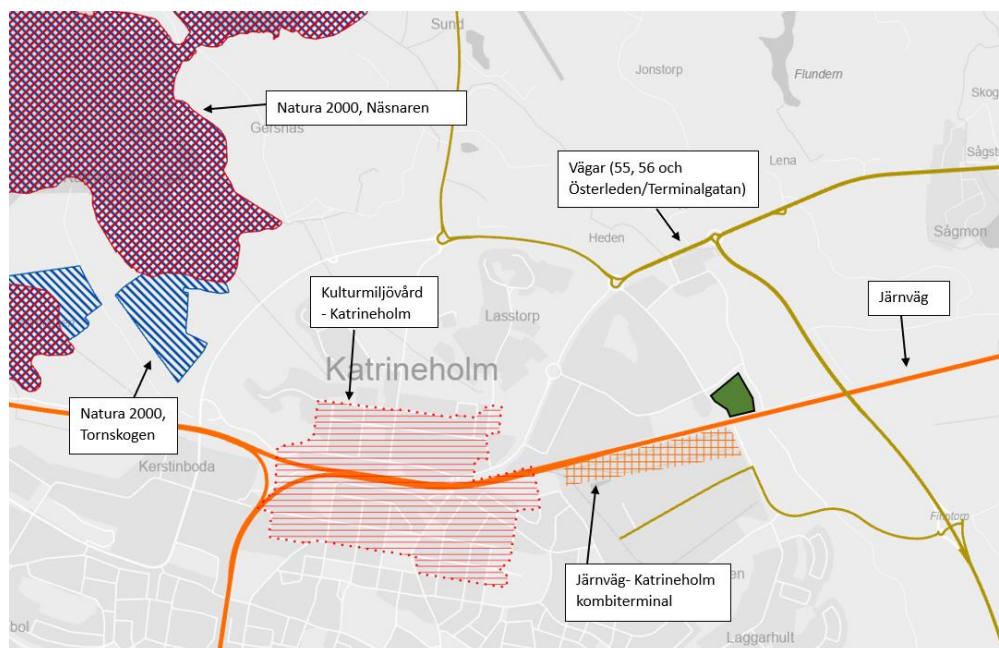 Sund
Jonstorp
Flundern
Skog
Natura 2000, Näsnaren
Gersnäs
Vägar (55, 56 och
Österleden/Terminalgatan)
Lena
Sågst
Sågmon
Heden
Kulturmiljövård
- Katrineholm
Järnväg
Lasstorp
Katrineholm
Natura 2000,
Tornskogen
Kerstinboda
Järnväg- Katrineholm
kombiterminal
en
Laggarhult
bol